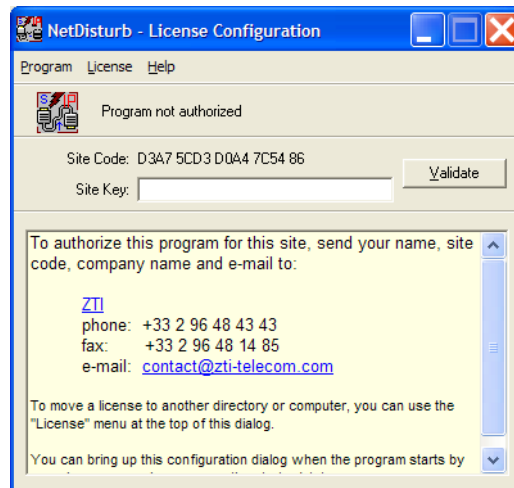 NetDisturb - License Configuration
Program License Help
Program not authorized
Site Code: D3A7 5CD3 D0A4 7C54 86
Validate
Site Key:
To authorize this program for this site, send your name, site
code, company name and e-mail to:
ZTI
phone: +33 2 96 48 43 43
fax: +33 2 96 48 14 85
e-mail: contact@zti-telecom.com
To move a license to another directory or computer, you can use the
"License" menu at the top of this dialog.
You can bring up this configuration dialog when the program starts by